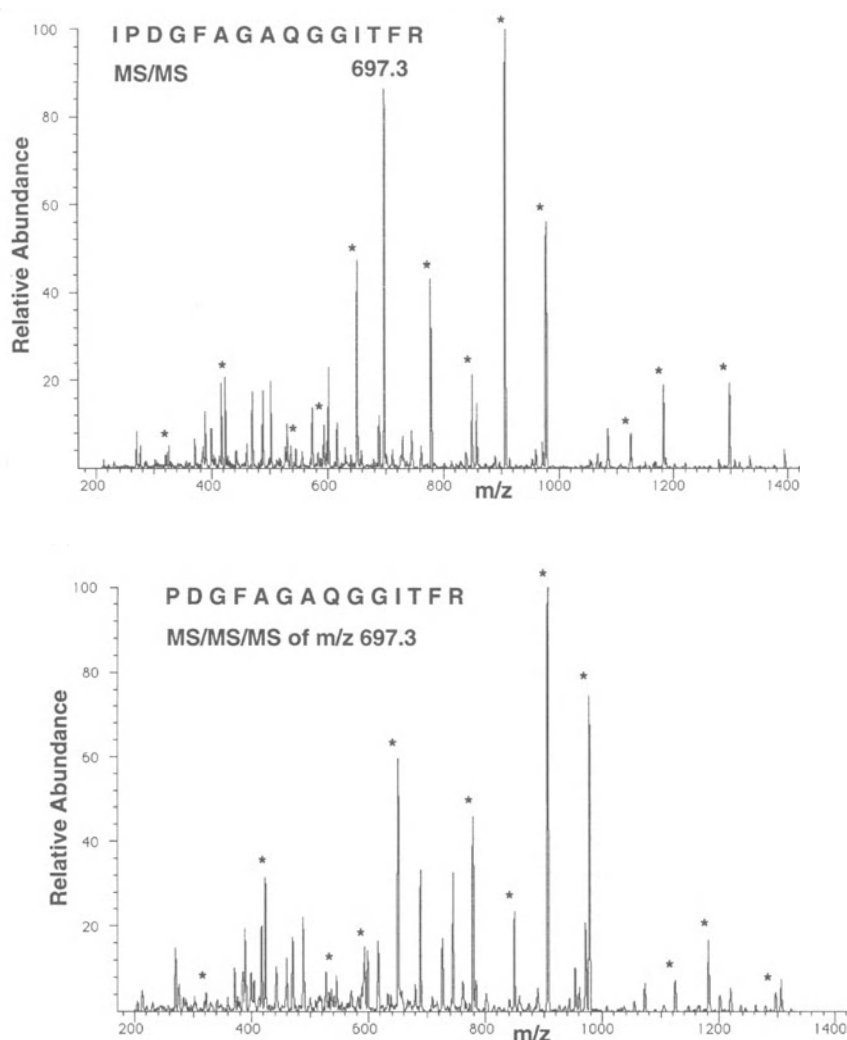 IPDGFAGAQGGITFR
MS/MS
697.3
Relative Abundance
100
80
60
40
20
200 400 600 800 1000 1200 1400
m/z
PDGFAGAQGGITFR
MS/MS/MS of m/z 697.3
Relative Abundance
100
80
60
40
20
200 400 600 800 1000 1200 1400
m/z